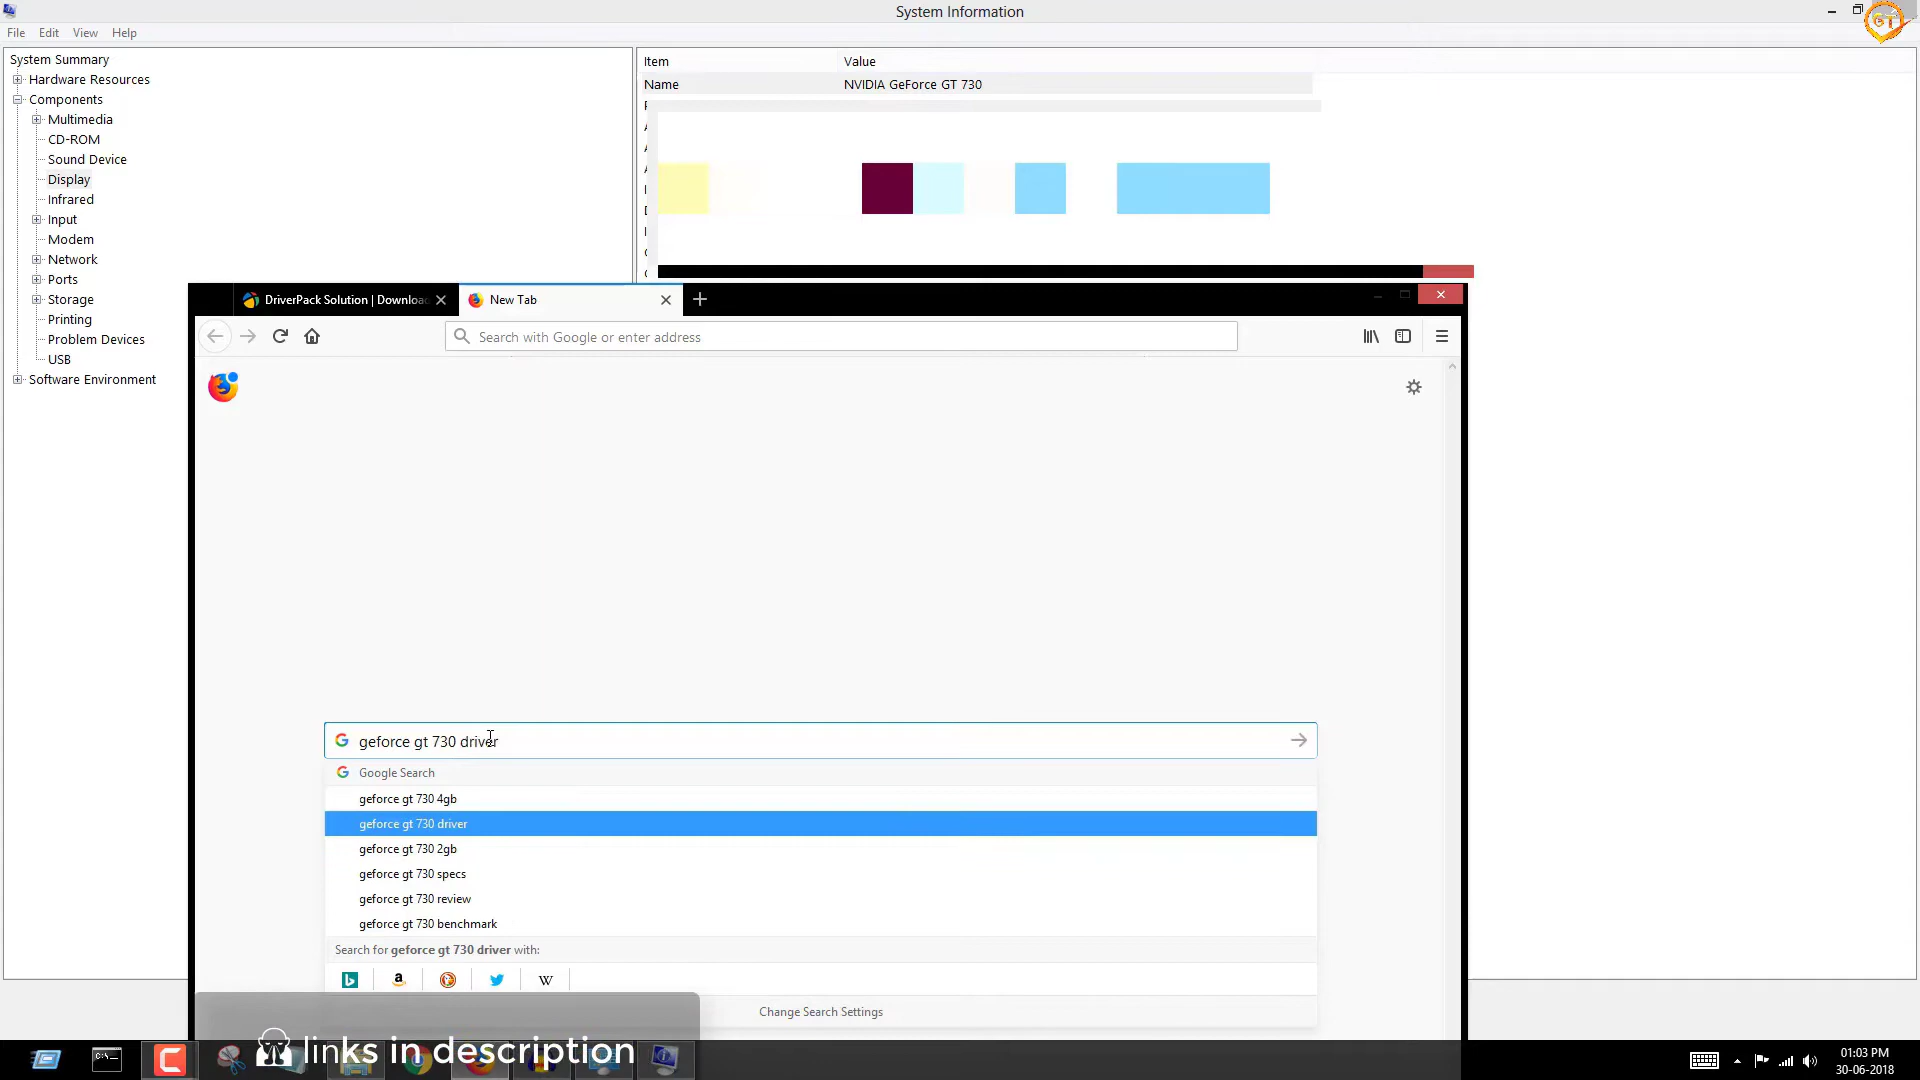 System Information
File Edit View Help
System Summary
Hardware Resources
Components
Multimedia
CD-ROM
Sound Device
Display
Infrared
Input
Modem
Network
Ports
Storage
Printing
Problem Devices
USB
Software Environment
Item Value
Name NVIDIA GeForce GT 730
GT
DriverPack Solution | Downloa
New Tab
Search with Google or enter address
geforce gt 730 driver
Google Search
geforce gt 730 4gb
geforce gt 730 driver
geforce gt 730 2gb
geforce gt 730 specs
geforce gt 730 review
geforce gt 730 benchmark
Search for geforce gt 730 driver with:
Change Search Settings
links in description
01:03 PM
30-06-2018